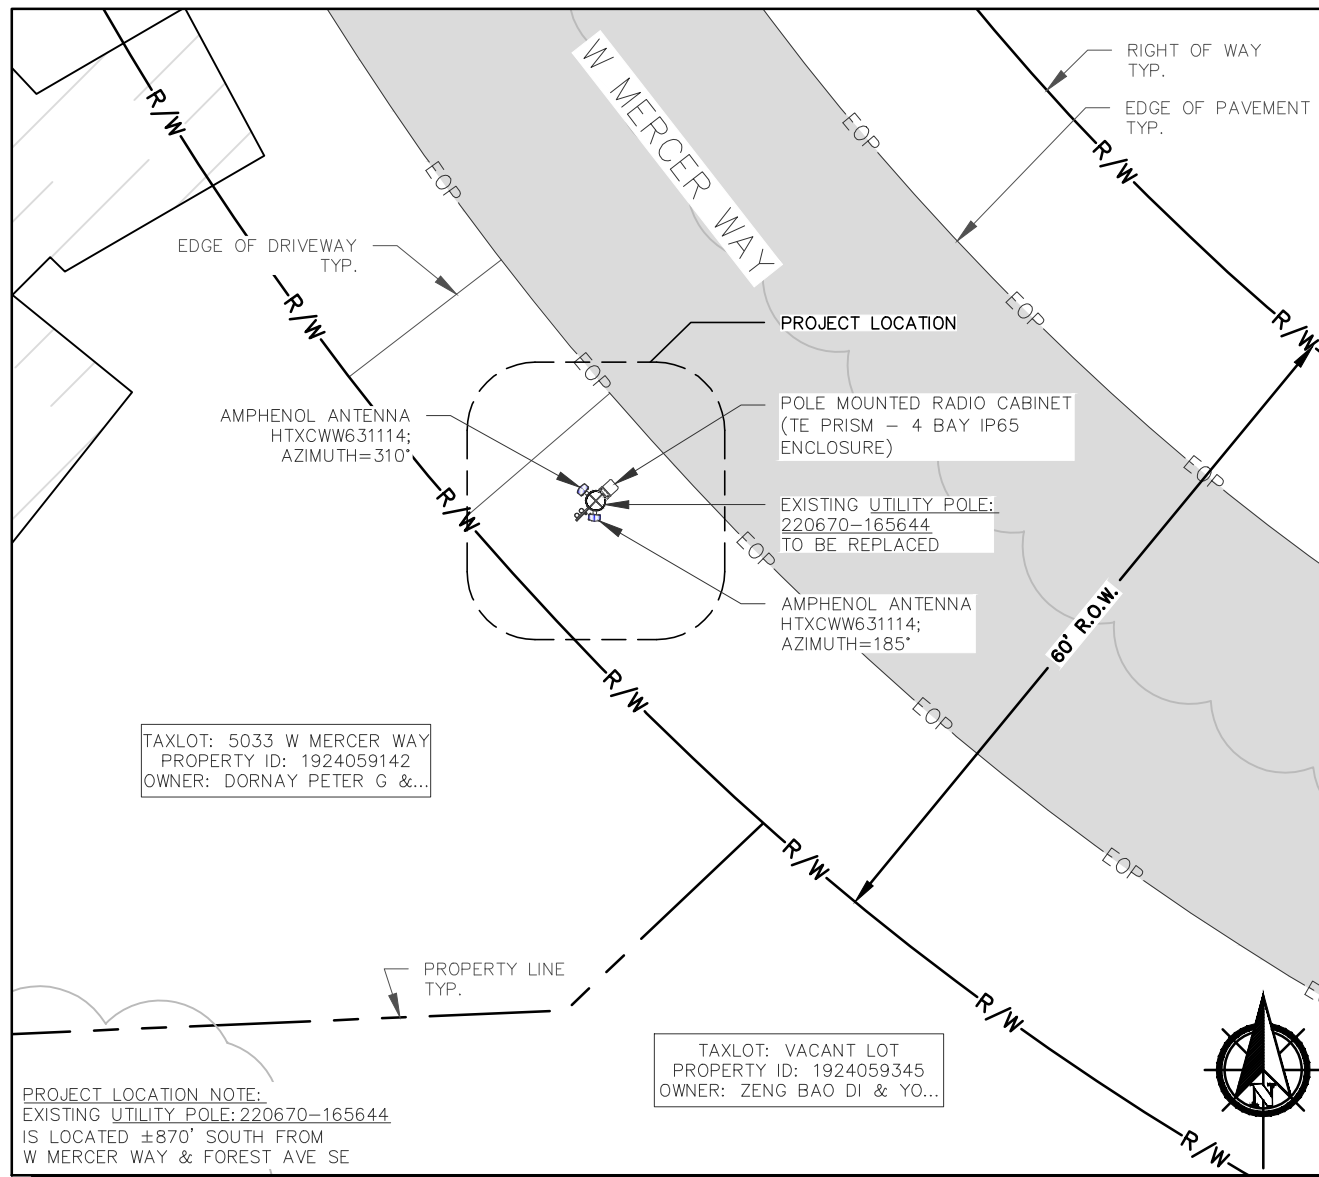 RIGHT OF WAY
TYP.
EDGE OF PAVEMENT
TYP.
W MERCER WAY
R/W
EOP
R/W
EOP
EDGE OF DRIVEWAY
TYP.
R/W
EOP
R/W
PROJECT LOCATION
EOP
AMPHENOL ANTENNA
HTXCWW631114;
AZIMUTH=310°
POLE MOUNTED RADIO CABINET
(TE PRISM – 4 BAY IP65
ENCLOSURE)
EOP
R/W
EXISTING UTILITY POLE:
220670–165644
TO BE REPLACED
EOP
AMPHENOL ANTENNA
HTXCWW631114;
AZIMUTH=185°
60' R.O.W.
R/W
EOP
TAXLOT: 5033 W MERCER WAY
PROPERTY ID: 1924059142
OWNER: DORNAY PETER G &...
R/W
EOP
PROPERTY LINE
TYP.
R/W
TAXLOT: VACANT LOT
PROPERTY ID: 1924059345
OWNER: ZENG BAO DI & YO...
N
PROJECT LOCATION NOTE:
EXISTING UTILITY POLE: 220670–165644
IS LOCATED ±870' SOUTH FROM
W MERCER WAY & FOREST AVE SE
R/W